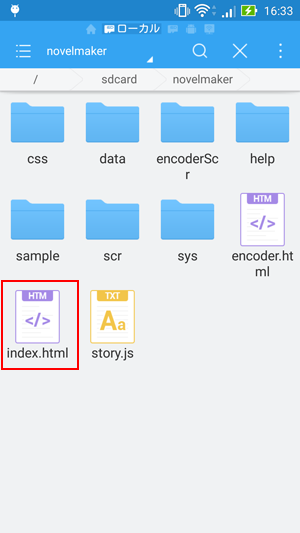 16:33
ローカル
novelmaker
/ sdcard novelmaker
css data encoderScr help
HTM
sample scr sys encoder.html
HTM TXT
Aa
index.html story.js